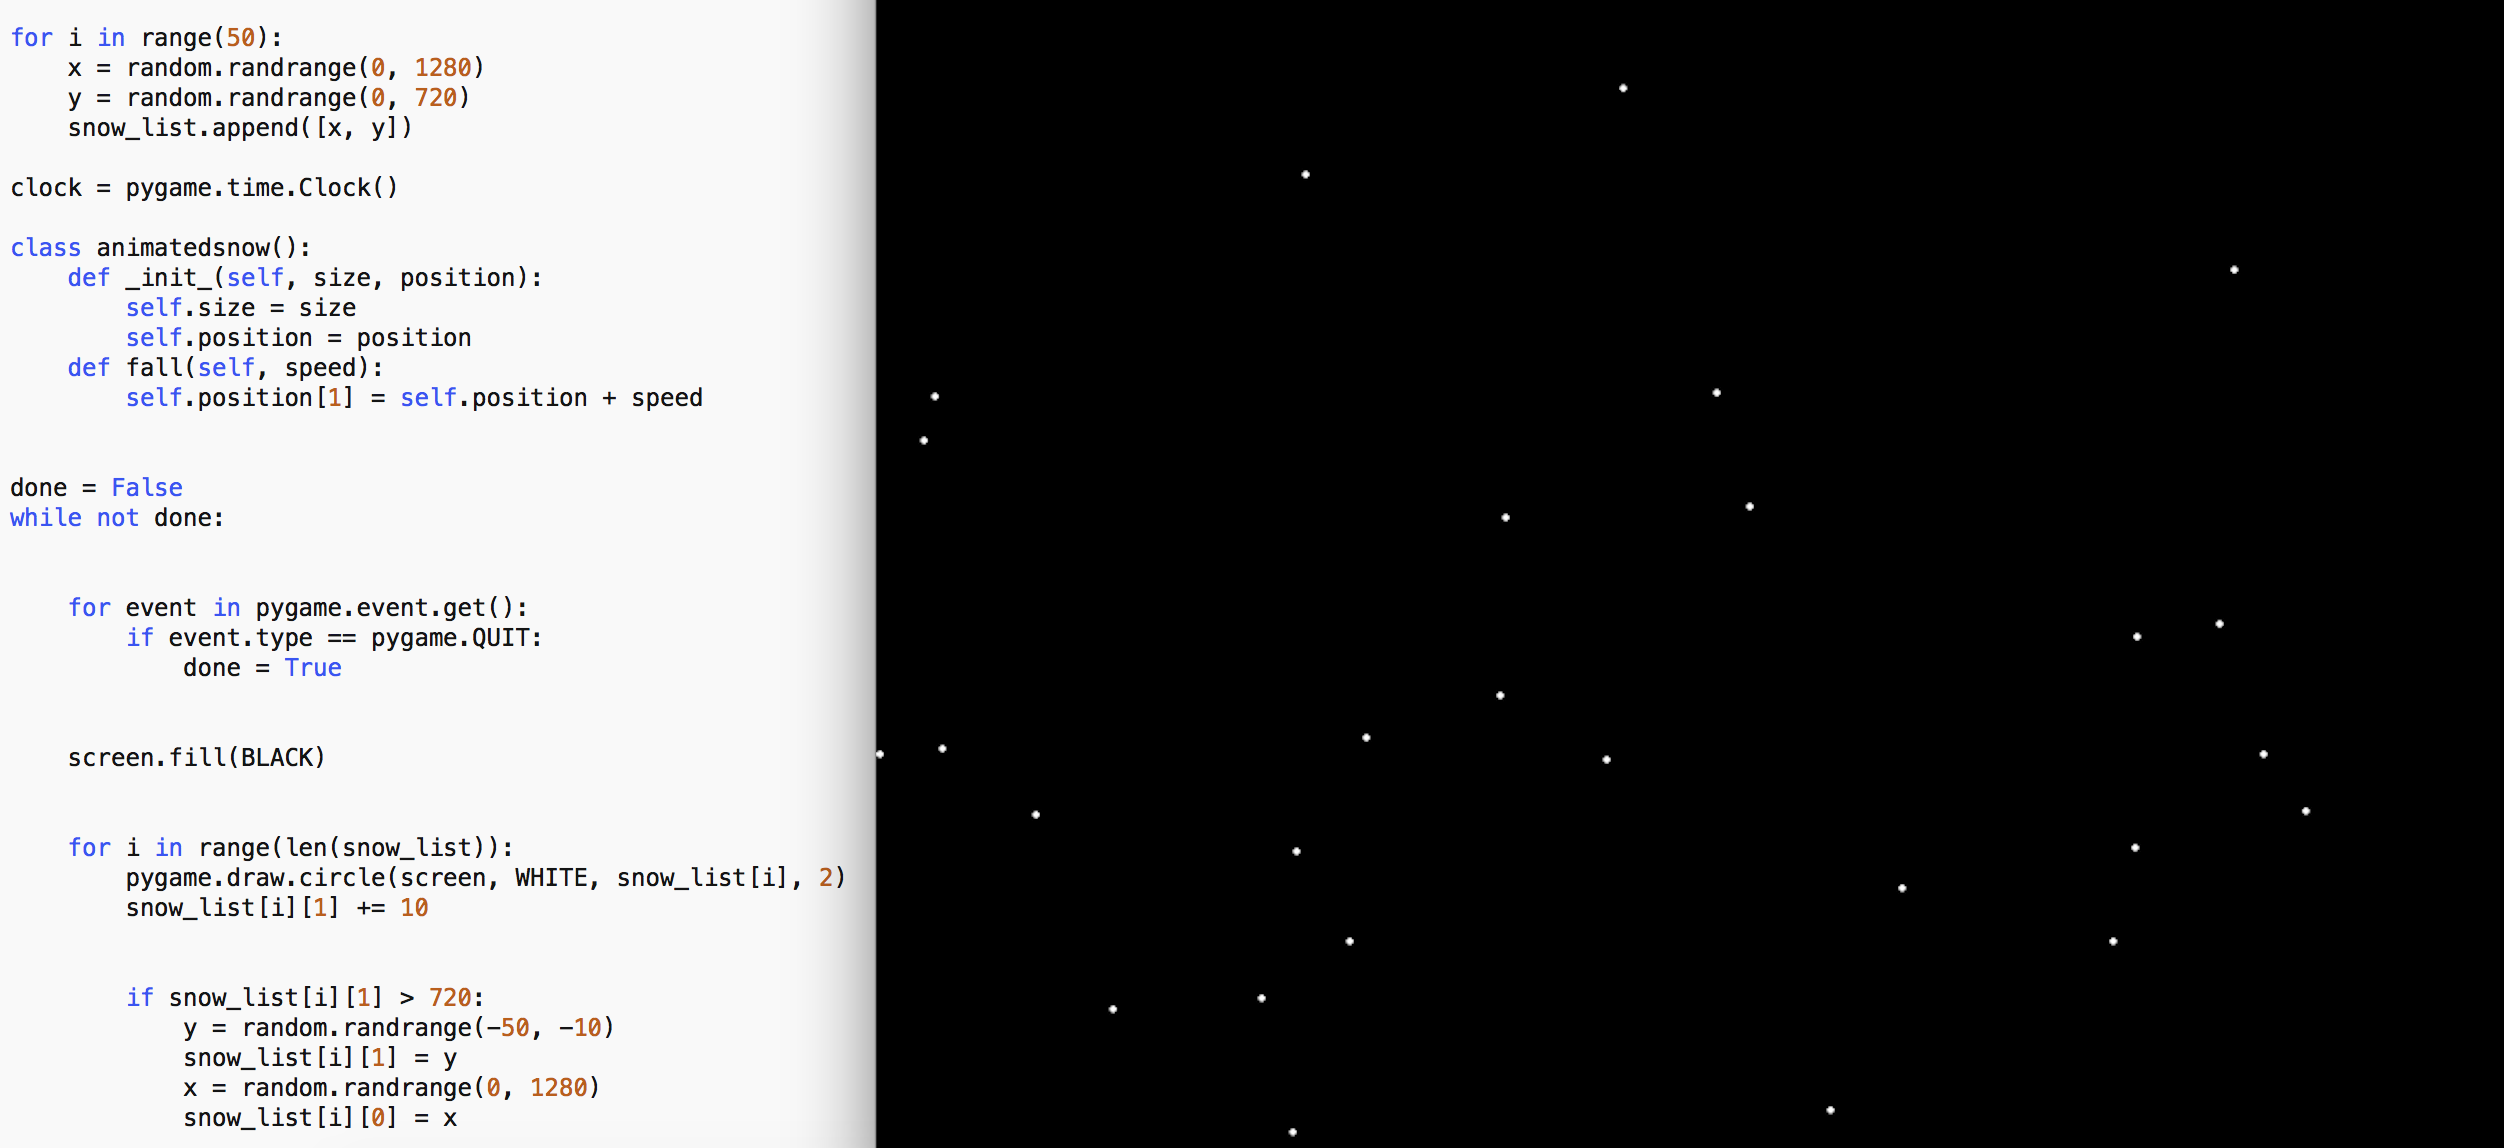 for i in range(50):
    x = random.randrange(0, 1280)
    y = random.randrange(0, 720)
    snow_list.append([x, y])
clock = pygame.time.Clock()
class animatedsnow():
    def _init_(self, size, position):
        self.size = size
        self.position = position
    def fall(self, speed):
        self.position[1] = self.position + speed
done = False
while not done:
    for event in pygame.event.get():
        if event.type == pygame.QUIT:
            done = True
    screen.fill(BLACK)
    for i in range(len(snow_list)):
        pygame.draw.circle(screen, WHITE, snow_list[i], 2)
        snow_list[i][1] += 10
        if snow_list[i][1] > 720:
            y = random.randrange(-50, -10)
            snow_list[i][1] = y
            x = random.randrange(0, 1280)
            snow_list[i][0] = x